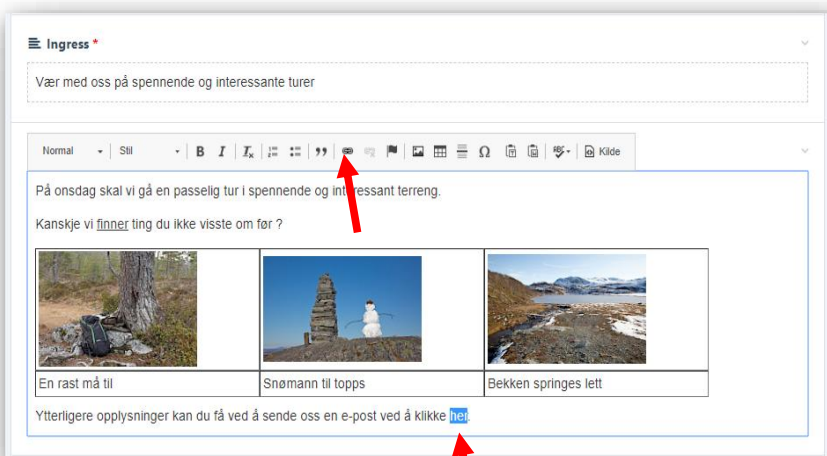 Ingress *
Vær med oss på spennende og interessante turer
Normal Stil B I Tx Ω ABC Kilde
På onsdag skal vi gå en passelig tur i spennende og interessant terreng.
Kanskje vi finner ting du ikke visste om før ?
En rast må til Snømann til topps Bekken springes lett
Ytterligere opplysninger kan du få ved å sende oss en e-post ved å klikke her.